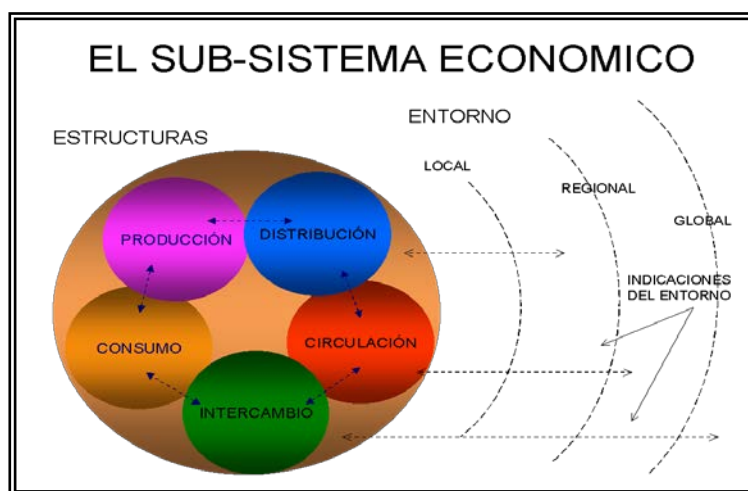 EL SUB-SISTEMA ECONOMICO
ESTRUCTURAS
ENTORNO
LOCAL
REGIONAL
GLOBAL
INDICACIONES
DEL ENTORNO
PRODUCCIÓN
DISTRIBUCIÓN
CONSUMO
CIRCULACIÓN
INTERCAMBIO